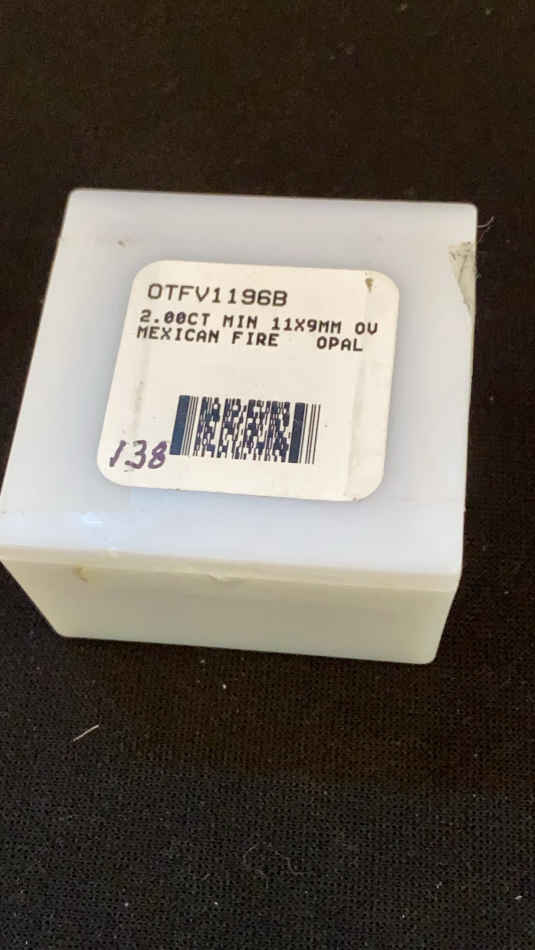 OTFV1196B
2.00CT MIN 11X9MM OV
MEXICAN FIRE OPAL
138